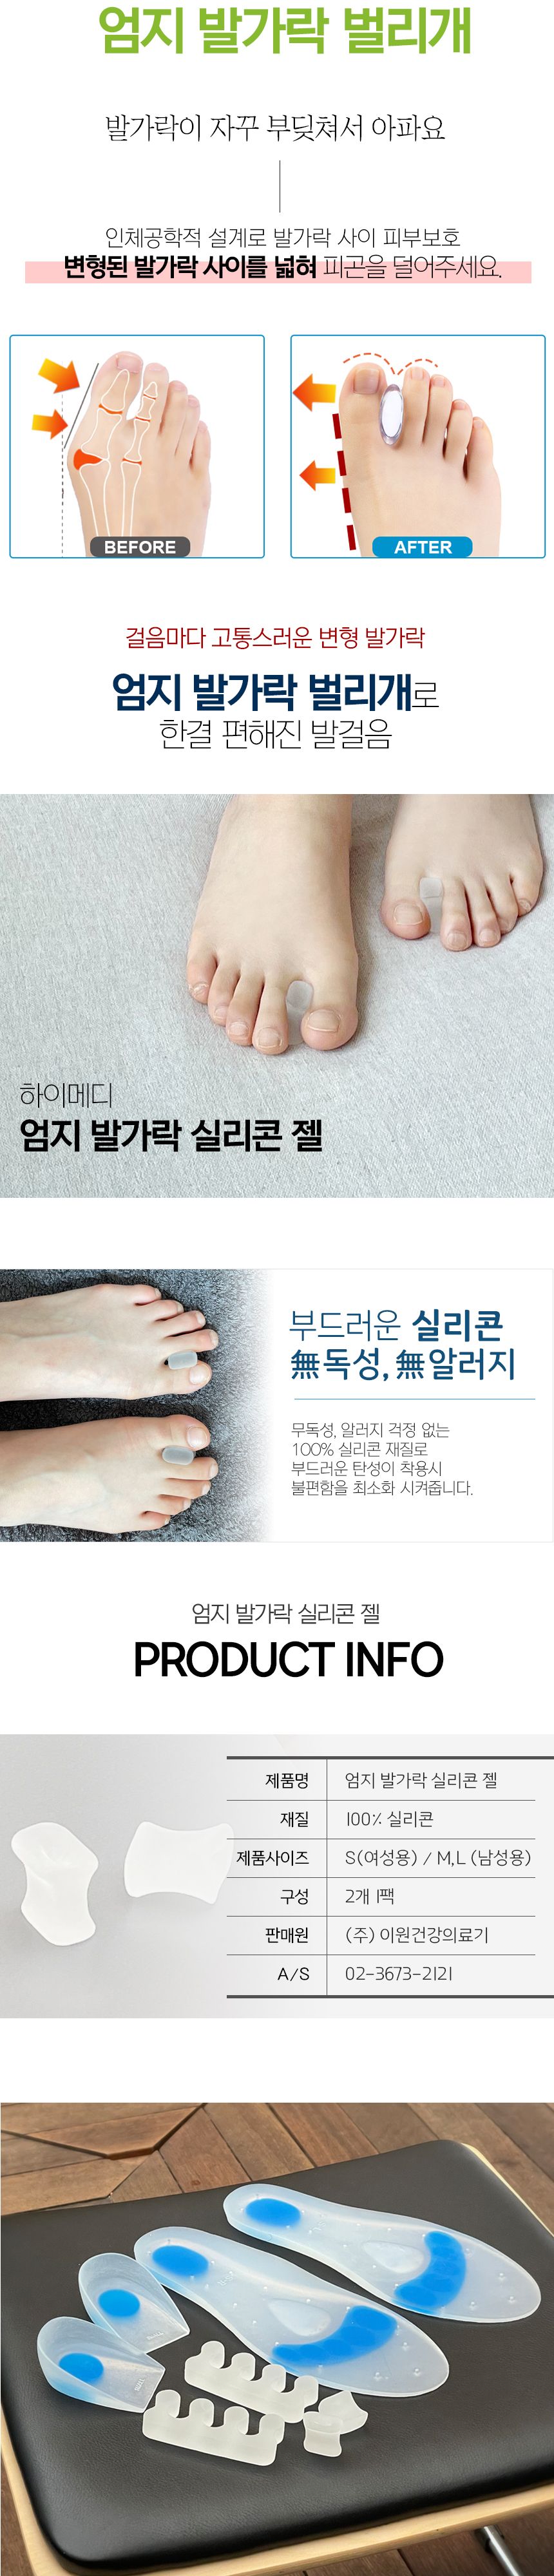 엄지 발가락 벌리개
발가락이 자꾸 부딪쳐서 아파요
인체공학적 설계로 발가락 사이 피부보호
변형된 발가락 사이를 넓혀 피곤을 덜어주세요.
BEFORE
AFTER
걸음마다 고통스러운 변형 발가락
엄지 발가락 벌리개로
한결 편해진 발걸음
하이메디
엄지 발가락 실리콘 젤
부드러운 실리콘
無독성, 無알러지
무독성, 알러지 걱정 없는
100% 실리콘 재질로
부드러운 탄성이 착용시
불편함을 최소화 시켜줍니다.
엄지 발가락 실리콘 젤
PRODUCT INFO
제품명 엄지 발가락 실리콘 젤
재질 100% 실리콘
제품사이즈 S(여성용) / M,L (남성용)
구성 2개 1팩
판매원 (주) 이원건강의료기
A/S 02-3673-2121